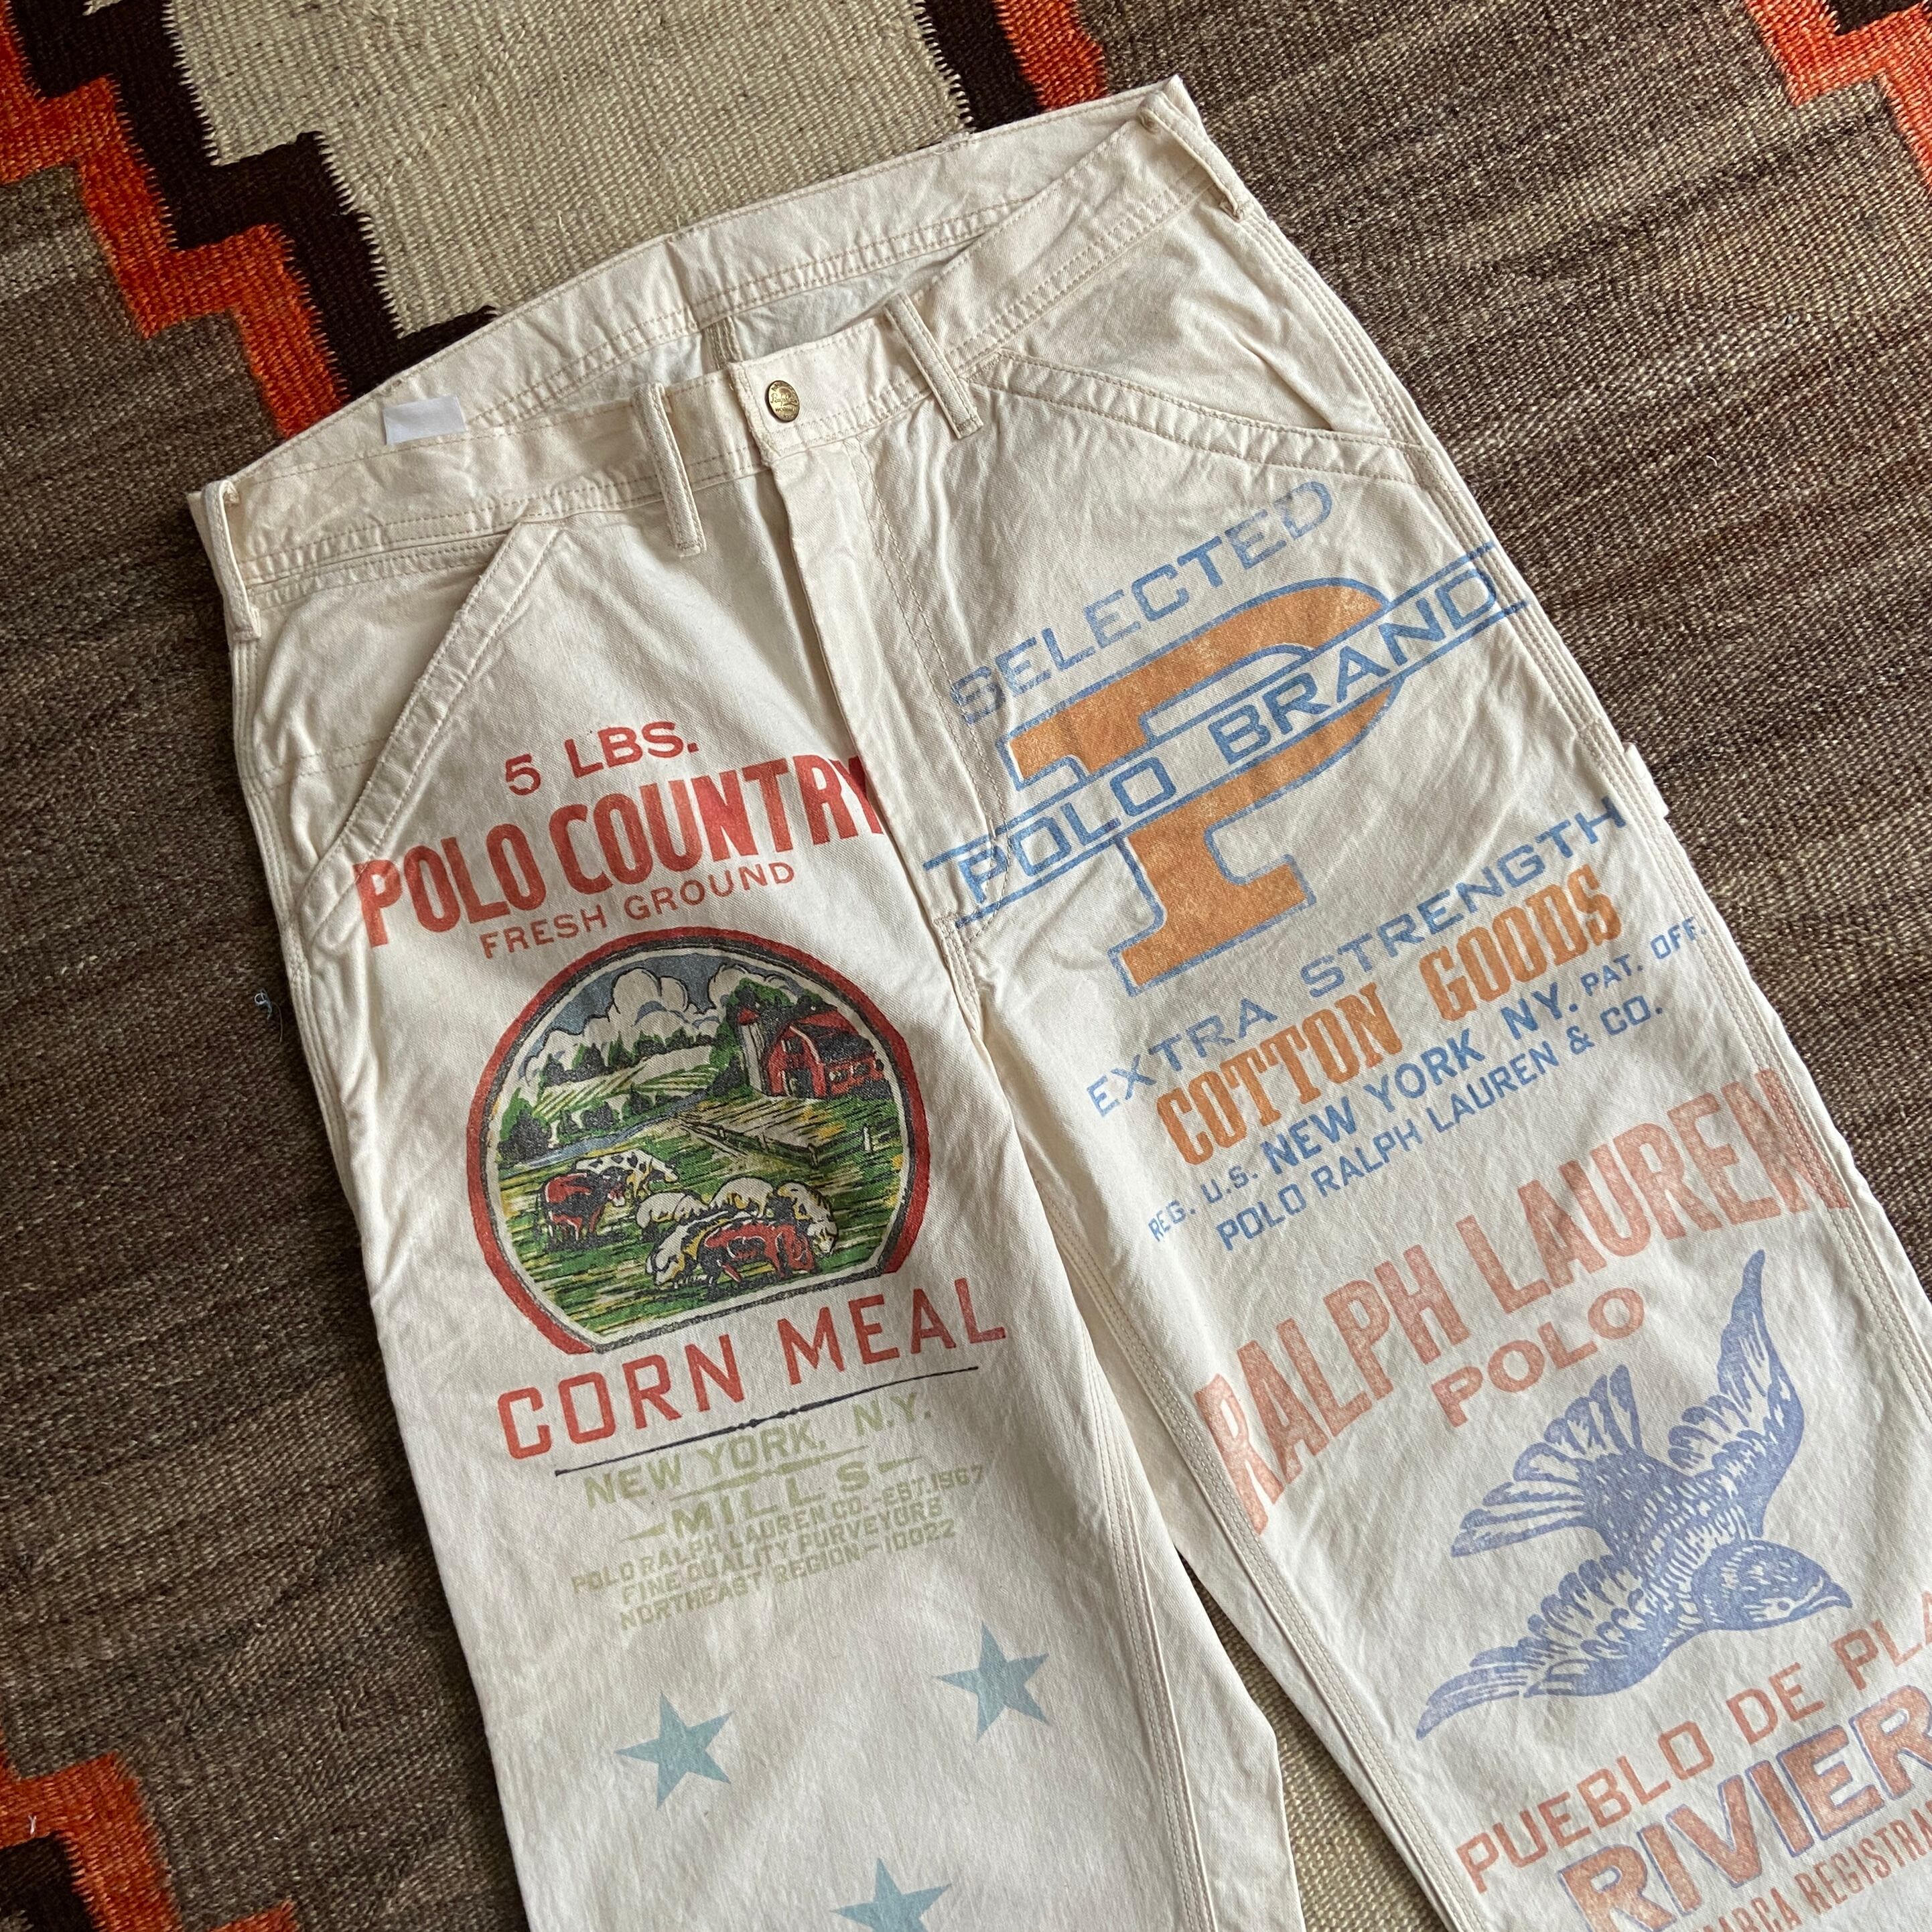 5 LBS.
POLO COUNTRY
FRESH GROUND
CORN MEAL
NEW YORK, N.Y.
MILLS
POLO RALPH LAUREN CO.-EST.1967
FINE QUALITY PURVEYORS
NORTHEAST REGION-10022
SELECTED
P
POLO BRAND
EXTRA STRENGTH
COTTON GOODS
REG. U.S. NEW YORK NY. PAT. OFF.
POLO RALPH LAUREN & CO.
RALPH LAUREN
POLO
PUEBLO DE